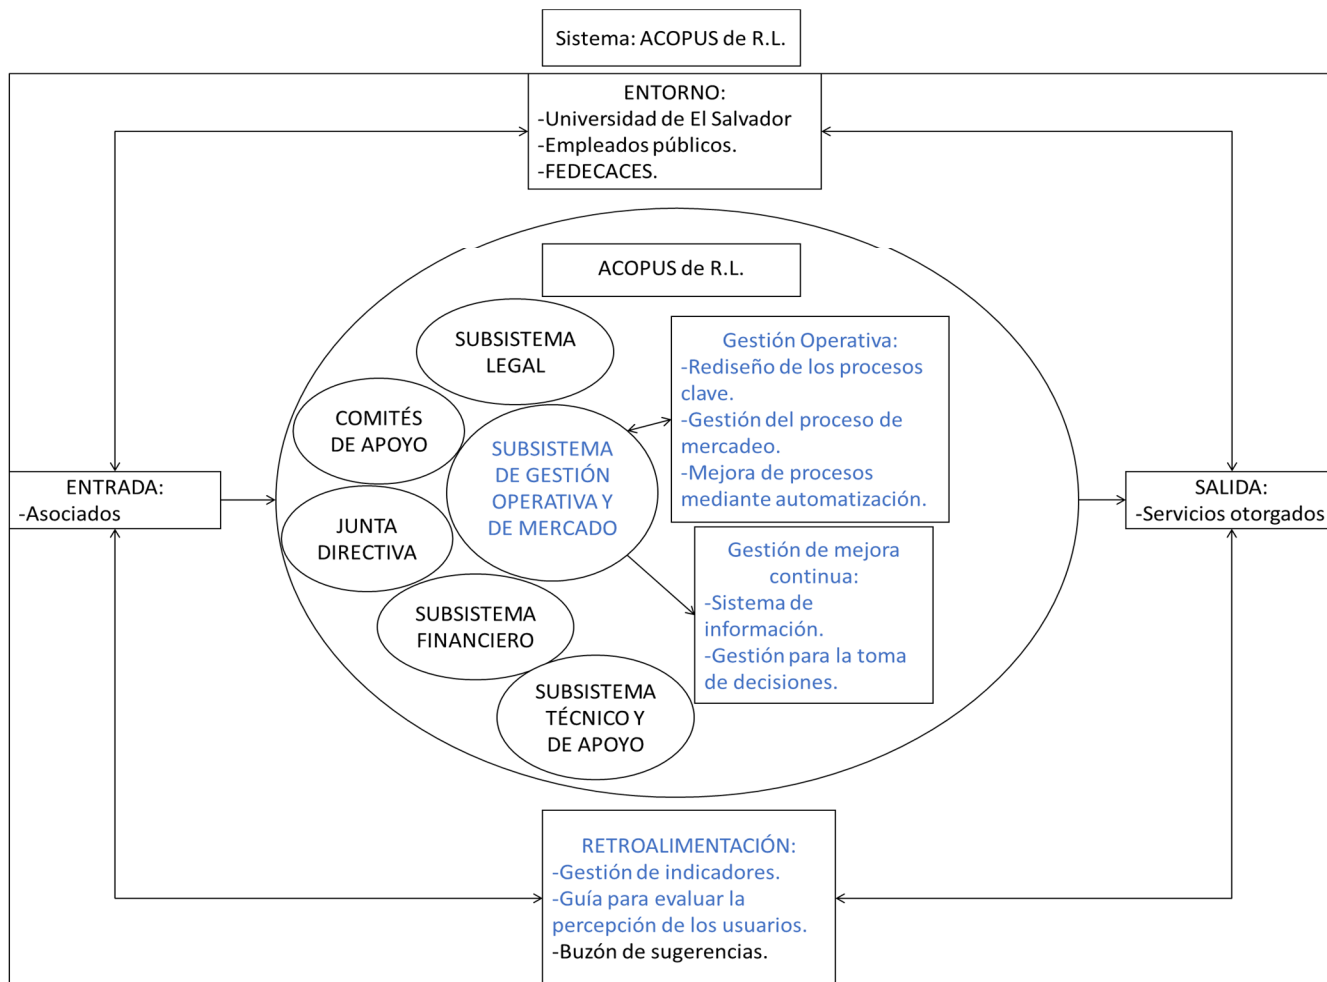 Sistema: ACOPUS de R.L.
ENTORNO:
-Universidad de El Salvador
-Empleados públicos.
-FEDECACES.
ACOPUS de R.L.
SUBSISTEMA
LEGAL
COMITÉS
DE APOYO
SUBSISTEMA
DE GESTIÓN
OPERATIVA Y
DE MERCADO
JUNTA
DIRECTIVA
SUBSISTEMA
FINANCIERO
SUBSISTEMA
TÉCNICO Y
DE APOYO
Gestión Operativa:
-Rediseño de los procesos
clave.
-Gestión del proceso de
mercadeo.
-Mejora de procesos
mediante automatización.
Gestión de mejora
continua:
-Sistema de
información.
-Gestión para la toma
de decisiones.
ENTRADA:
-Asociados
SALIDA:
-Servicios otorgados
RETROALIMENTACIÓN:
-Gestión de indicadores.
-Guía para evaluar la
percepción de los usuarios.
-Buzón de sugerencias.